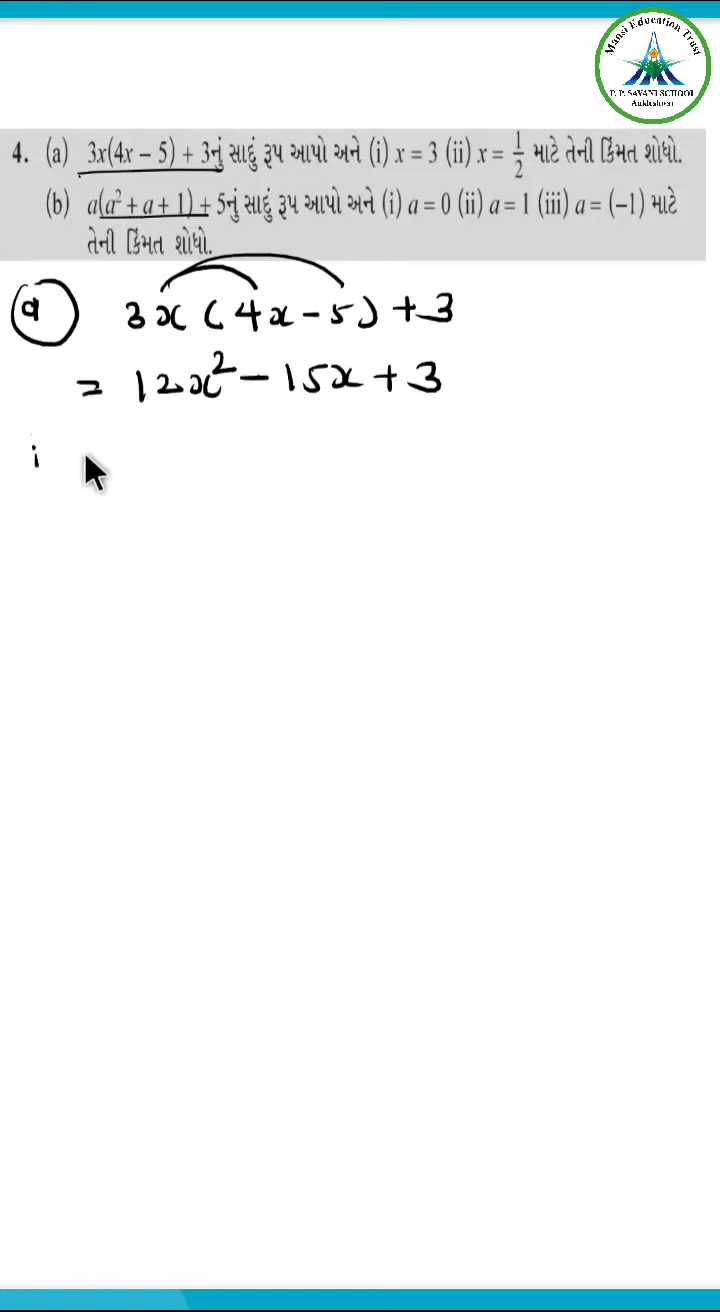 Mansi Education Trust
P. P. SAVANI SCHOOL
Ankleshwar
4. (a) 3x(4x – 5) + 3નું સાદું રૂપ આપો અને (i) x = 3 (ii) x = 1/2 માટે તેની કિંમત શોધો.
(b) a(a² + a + 1) + 5નું સાદું રૂપ આપો અને (i) a = 0 (ii) a = 1 (iii) a = (–1) માટે
તેની કિંમત શોધો.
a 3x(4x-5)+3
= 12x²-15x+3
i